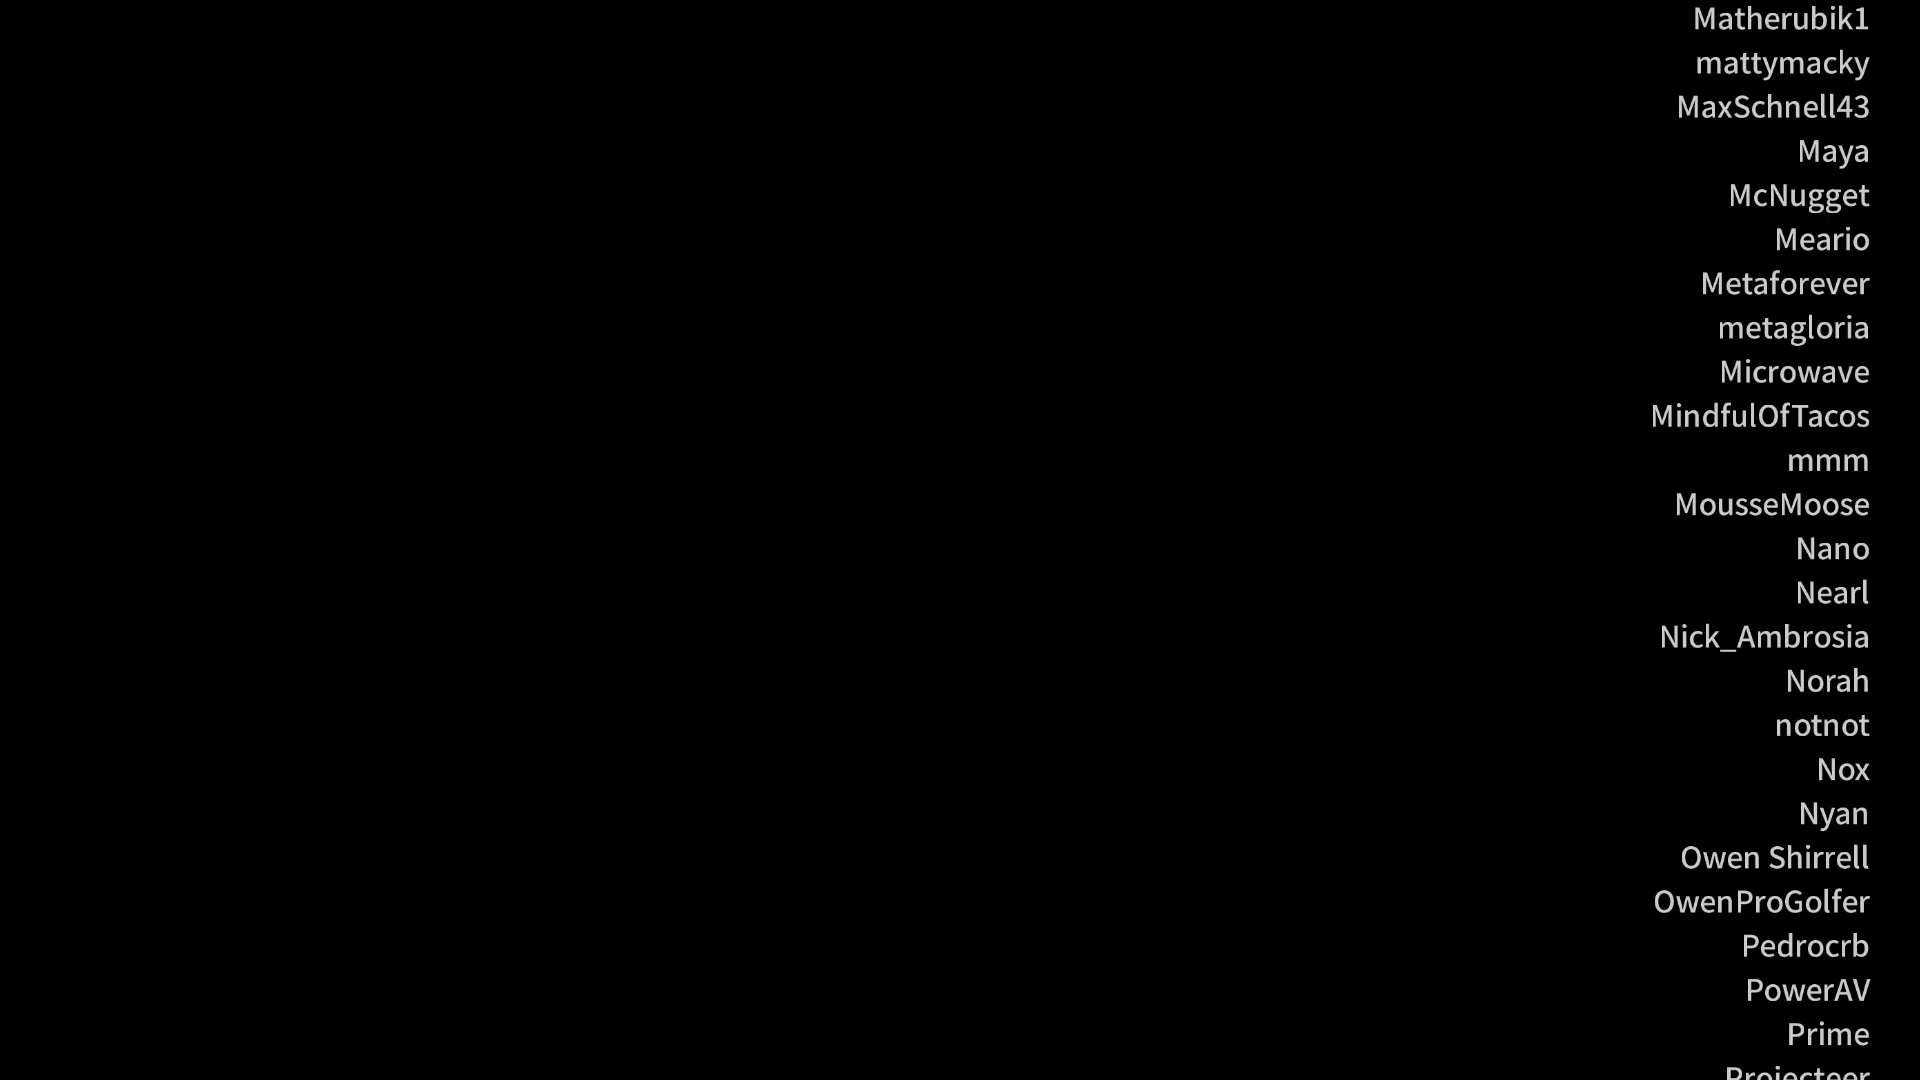 Matherubik1
mattymacky
MaxSchnell43
Maya
McNugget
Meario
Metaforever
metagloria
Microwave
MindfulOfTacos
mmm
MousseMoose
Nano
Nearl
Nick_Ambrosia
Norah
notnot
Nox
Nyan
Owen Shirrell
OwenProGolfer
Pedrocrb
PowerAV
Prime
Projecteer